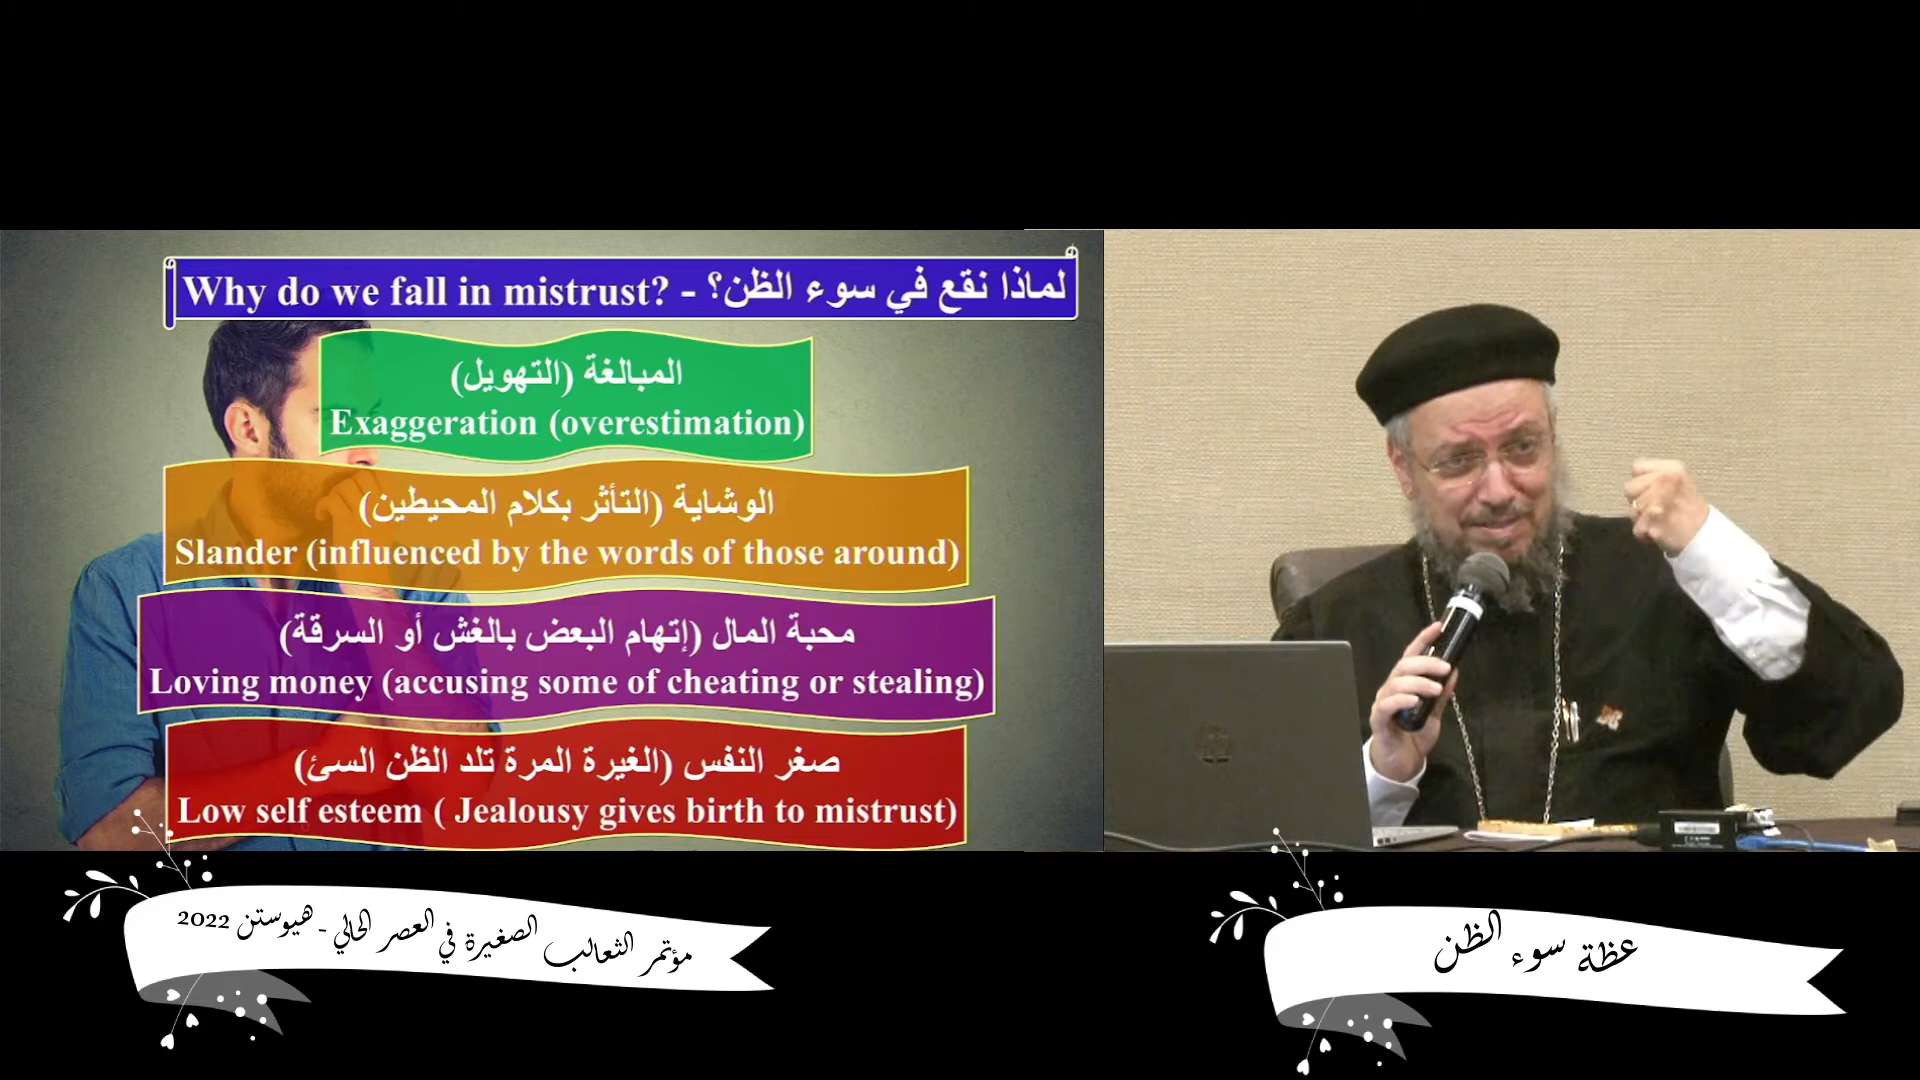 Why do we fall in mistrust? - لماذا نقع في سوء الظن؟
المبالغة (التهويل)
Exaggeration (overestimation)
الوشاية (التأثر بكلام المحيطين)
Slander (influenced by the words of those around)
محبة المال (إتهام البعض بالغش أو السرقة)
Loving money (accusing some of cheating or stealing)
صغر النفس (الغيرة المرة تلد الظن السئ)
Low self esteem ( Jealousy gives birth to mistrust)
مؤتمر الثعالب الصغيرة في العصر الحالي - هيوستن 2022
عظة سوء الظن